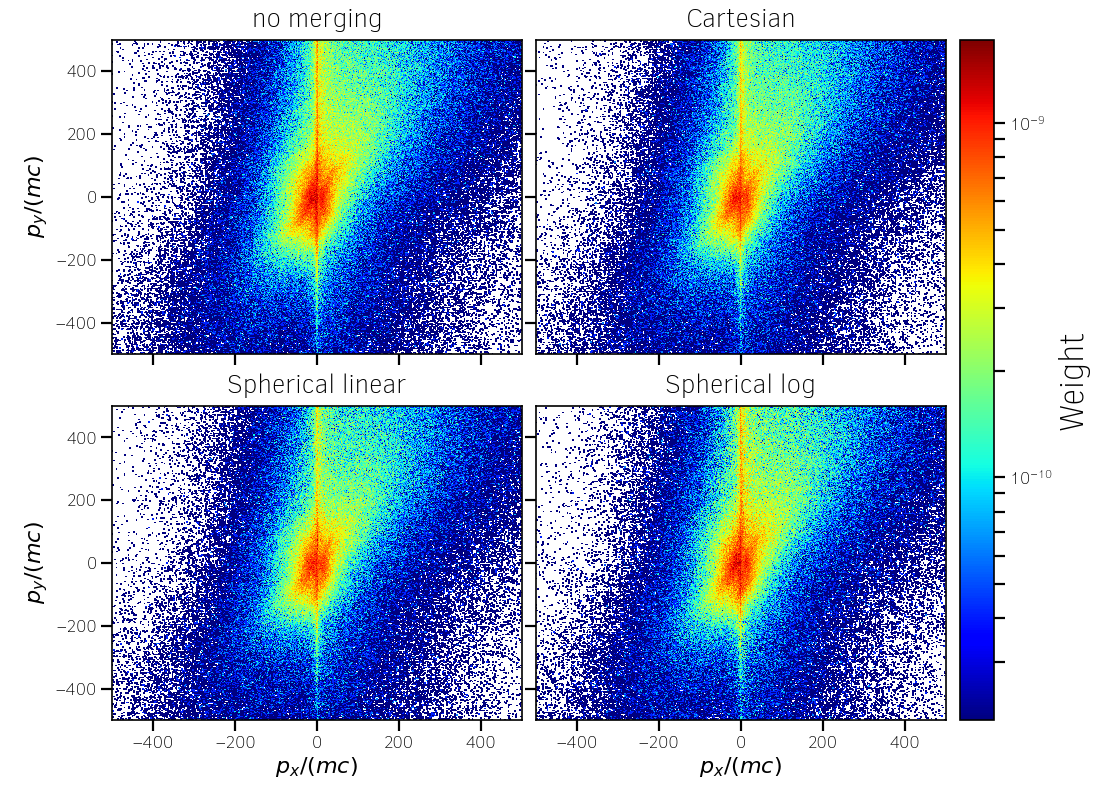 no merging Cartesian
400
200
0
−200
−400
p_y/(mc)
10⁻⁹
10⁻¹⁰
Weight
Spherical linear Spherical log
400
200
0
−200
−400
p_y/(mc)
−400 −200 0 200 400 −400 −200 0 200 400
p_x/(mc) p_x/(mc)